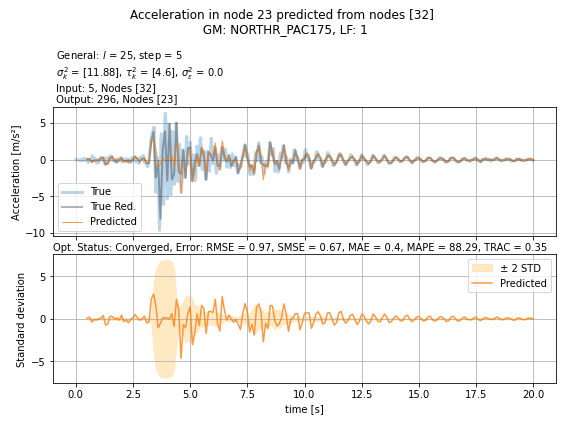 Acceleration in node 23 predicted from nodes [32]
GM: NORTHR_PAC175, LF: 1
General: l = 25, step = 5
σ²ₖ = [11.88], τ²ₖ = [4.6], σ²ε = 0.0
Input: 5, Nodes [32]
Output: 296, Nodes [23]
Acceleration [m/s²]
5
0
−5
−10
True
True Red.
Predicted
Opt. Status: Converged, Error: RMSE = 0.97, SMSE = 0.67, MAE = 0.4, MAPE = 88.29, TRAC = 0.35
Standard deviation
5
0
−5
± 2 STD
Predicted
0.0 2.5 5.0 7.5 10.0 12.5 15.0 17.5 20.0
time [s]